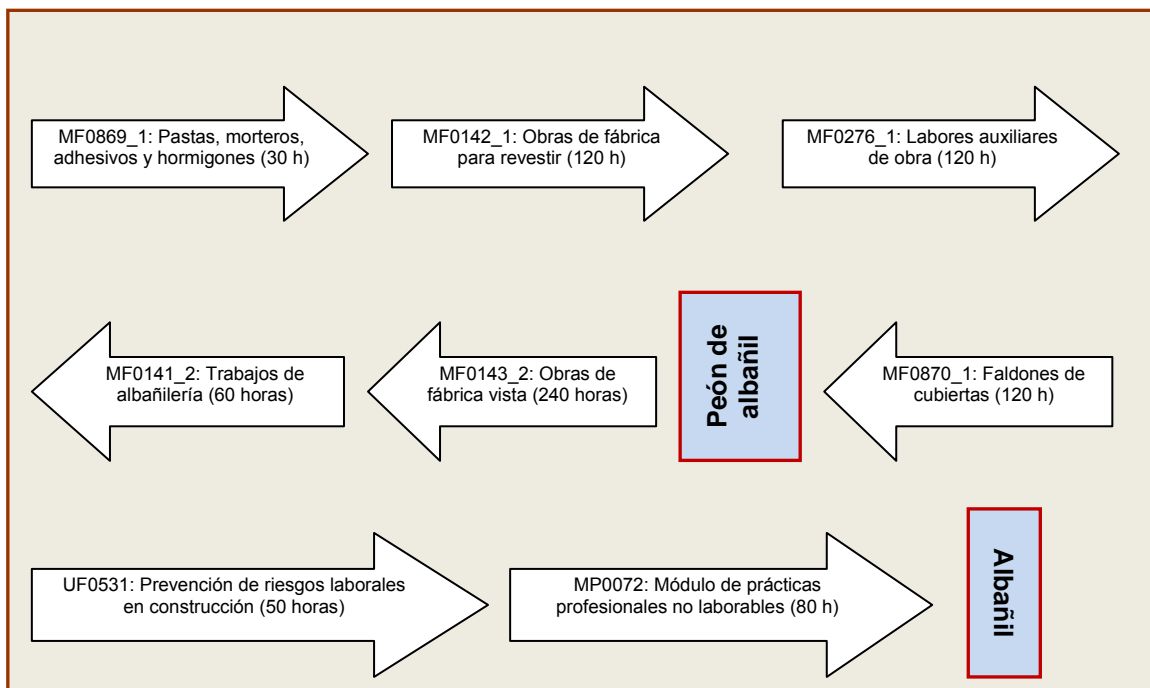 MF0869_1: Pastas, morteros,
adhesivos y hormigones (30 h)
MF0142_1: Obras de fábrica
para revestir (120 h)
MF0276_1: Labores auxiliares
de obra (120 h)
MF0141_2: Trabajos de
albañilería (60 horas)
MF0143_2: Obras de
fábrica vista (240 horas)
Peón de
albañil
MF0870_1: Faldones de
cubiertas (120 h)
UF0531: Prevención de riesgos laborales
en construcción (50 horas)
MP0072: Módulo de prácticas
profesionales no laborables (80 h)
Albañil